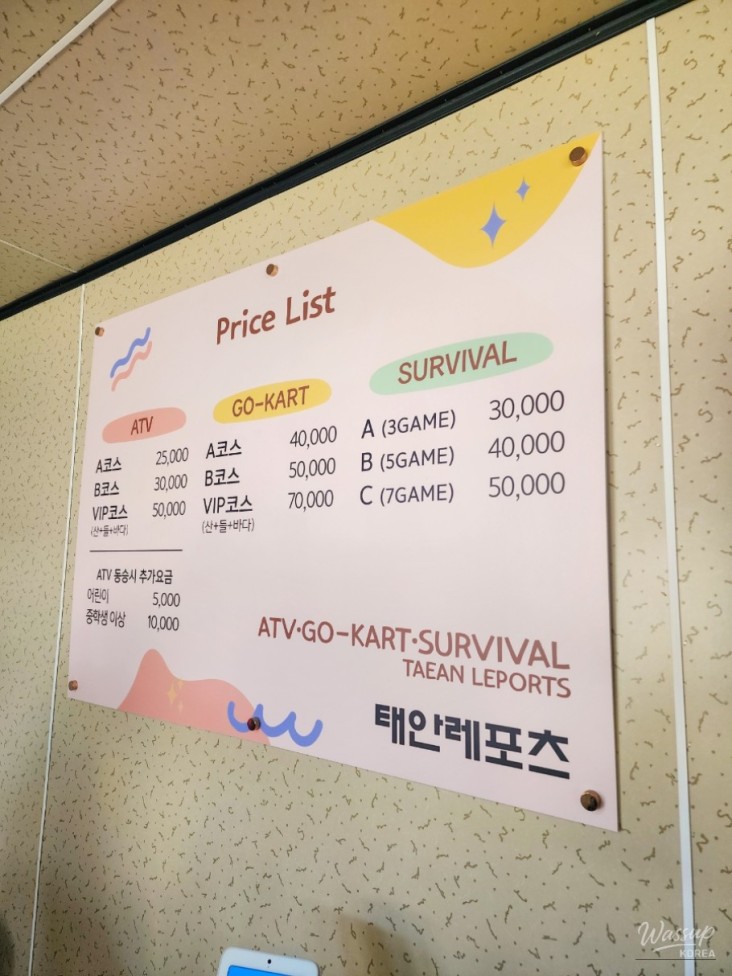 Price List
ATV
A코스 25,000
B코스 30,000
VIP코스 50,000
(산+들+바다)
ATV 동승시 추가요금
어린이 5,000
중학생 이상 10,000
GO-KART
A코스 40,000
B코스 50,000
VIP코스 70,000
(산+들+바다)
SURVIVAL
A (3GAME) 30,000
B (5GAME) 40,000
C (7GAME) 50,000
ATV·GO-KART·SURVIVAL
TAEAN LEPORTS
태안레포츠
Wassup
KOREA